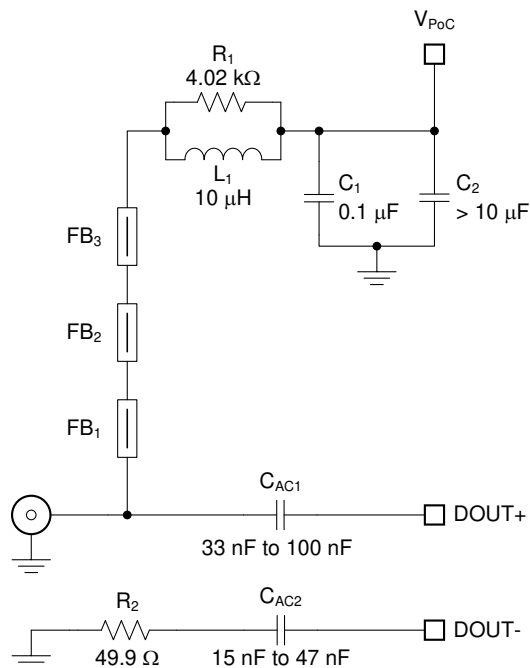 V_PoC
R1
4.02 kΩ
L1
10 μH
C1
0.1 μF
C2
> 10 μF
FB3
FB2
FB1
CAC1
33 nF to 100 nF
DOUT+
R2
49.9 Ω
CAC2
15 nF to 47 nF
DOUT-